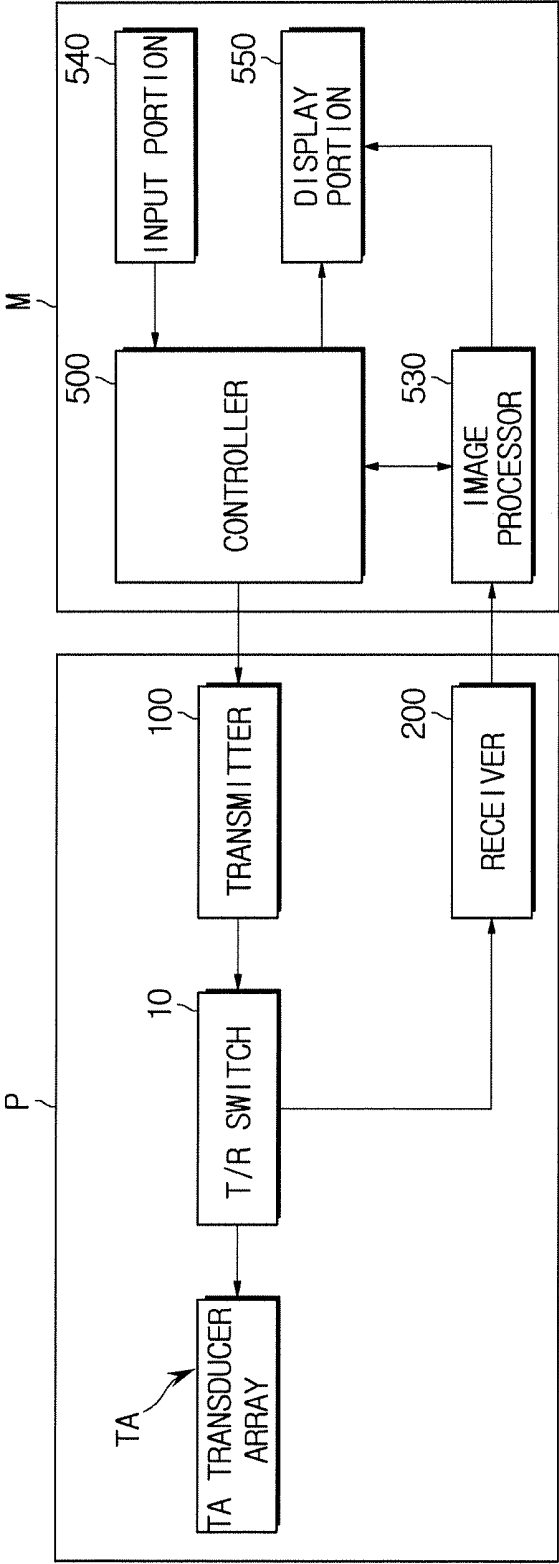 P
M
TA
TA TRANSDUCER
ARRAY
10
T/R SWITCH
100
TRANSMITTER
200
RECEIVER
500
CONTROLLER
540
INPUT PORTION
550
DISPLAY
PORTION
530
IMAGE
PROCESSOR